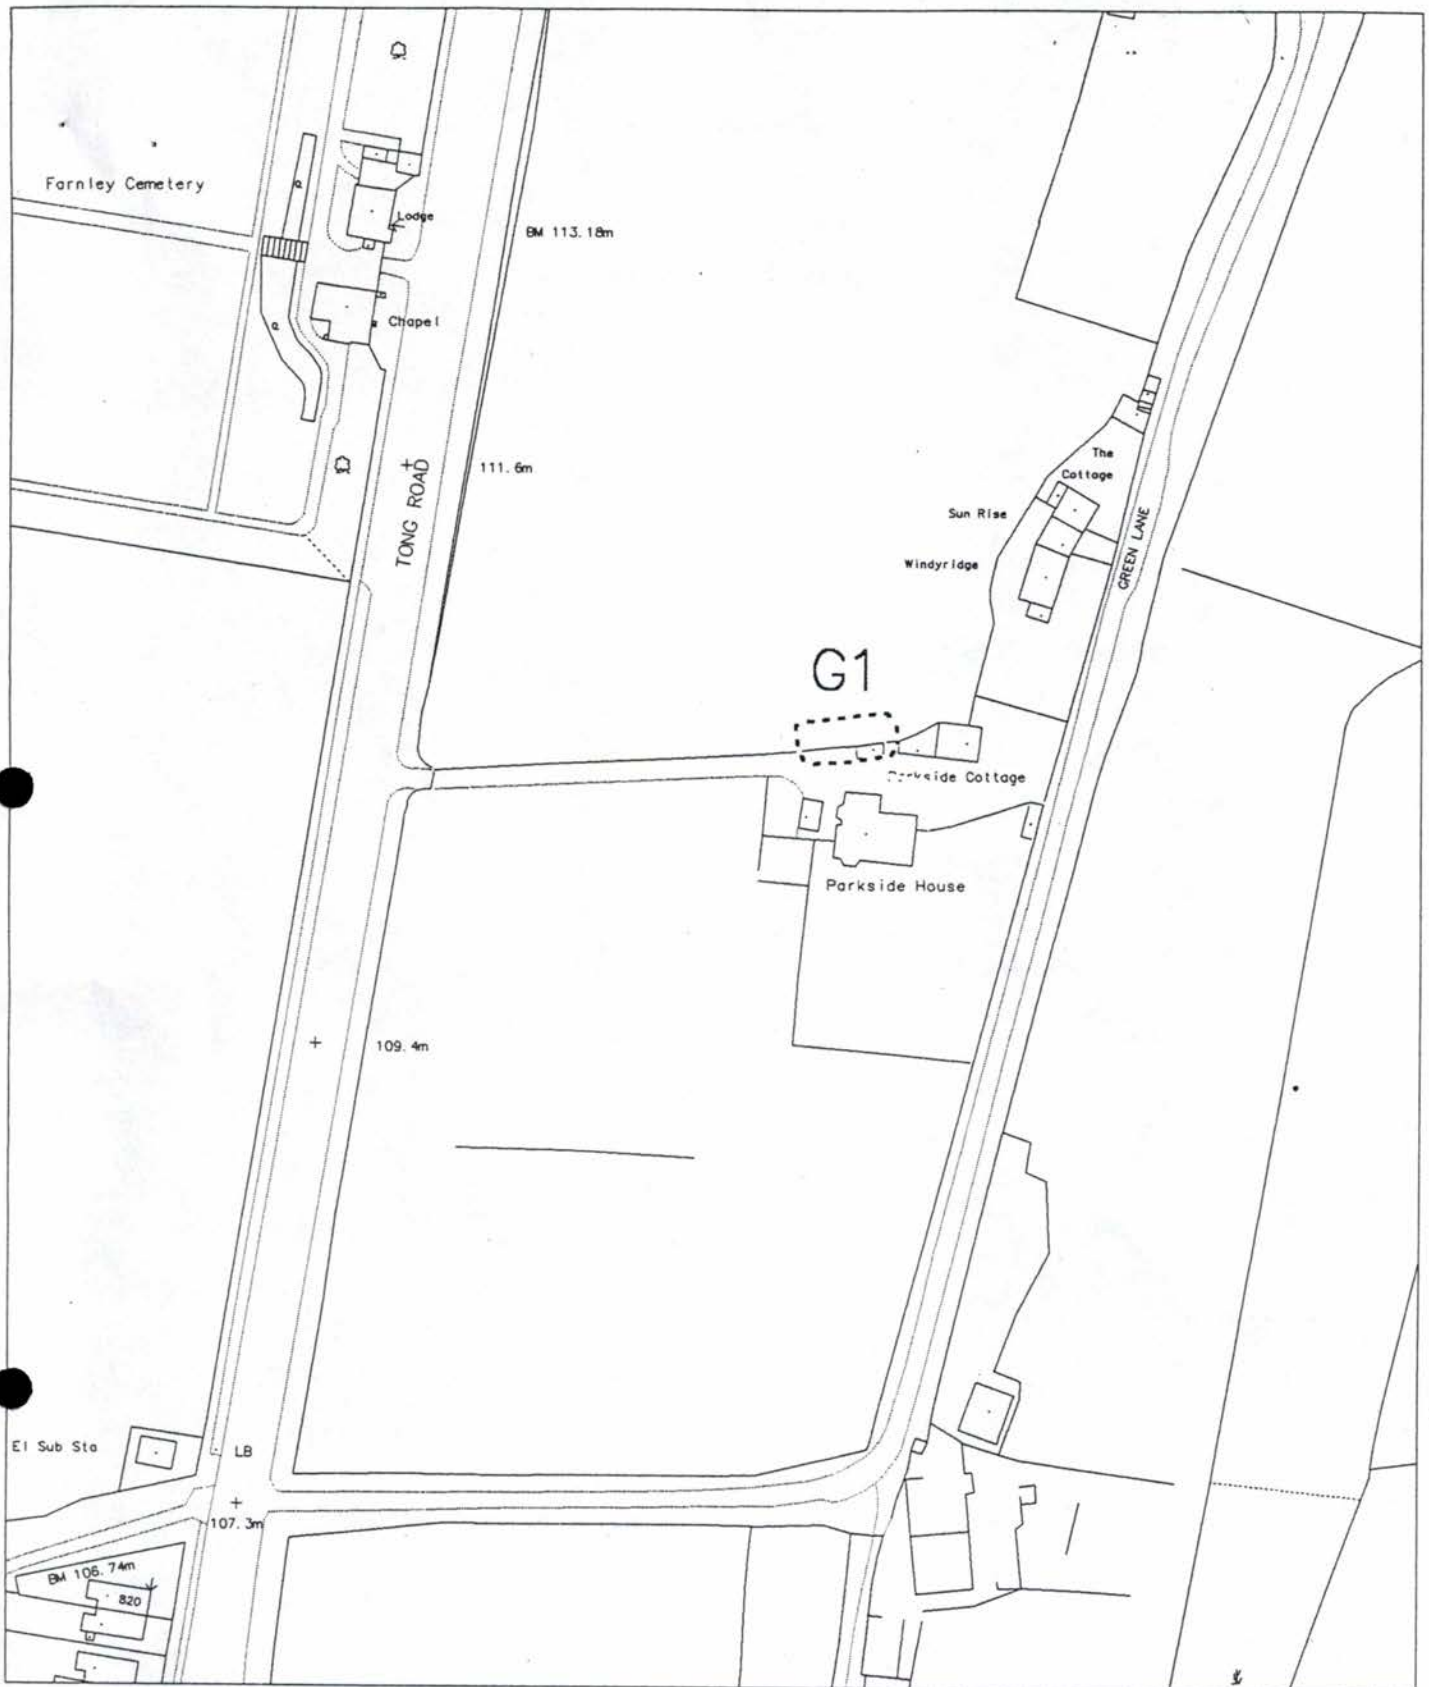 Farnley Cemetery
Lodge
BM 113.18m
Chapel
The
Cottage
111.6m
TONG ROAD
Sun Rise
GREEN LANE
Windyridge
G1
Parkside Cottage
Parkside House
109.4m
El Sub Sta
LB
107.3m
BM 106.74m
820